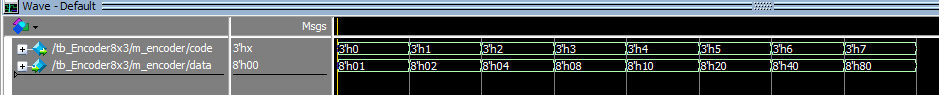 Wave - Default
Msgs
/tb_Encoder8x3/m_encoder/code 3'hx 3'h0 3'h1 3'h2 3'h3 3'h4 3'h5 3'h6 3'h7
/tb_Encoder8x3/m_encoder/data 8'h00 8'h01 8'h02 8'h04 8'h08 8'h10 8'h20 8'h40 8'h80